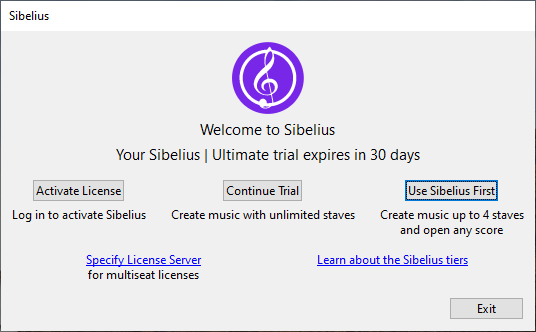 Sibelius
Welcome to Sibelius
Your Sibelius | Ultimate trial expires in 30 days
Activate License
Continue Trial
Use Sibelius First
Log in to activate Sibelius
Create music with unlimited staves
Create music up to 4 staves
and open any score
Specify License Server
for multiseat licenses
Learn about the Sibelius tiers
Exit